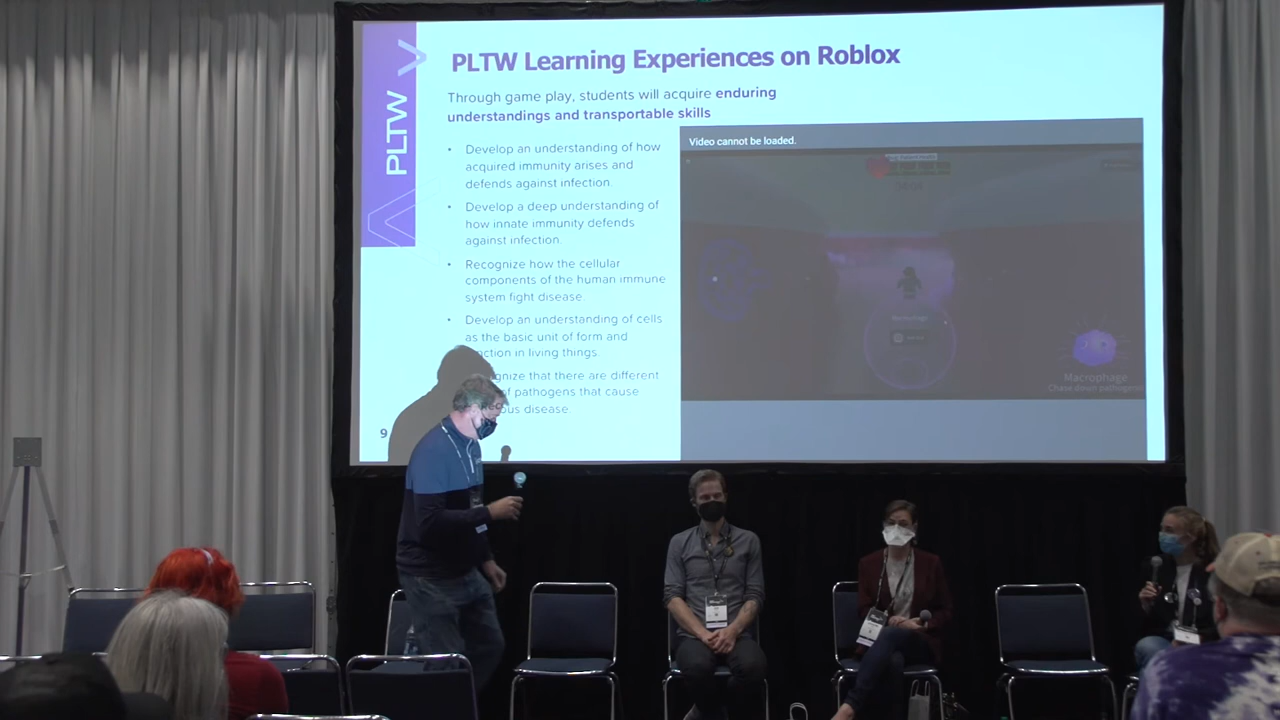 PLTW
PLTW Learning Experiences on Roblox
Through game play, students will acquire enduring
understandings and transportable skills
• Develop an understanding of how
acquired immunity arises and
defends against infection.
• Develop a deep understanding of
how innate immunity defends
against infection.
• Recognize how the cellular
components of the human immune
system fight disease.
• Develop an understanding of cells
as the basic unit of form and
in living things.
that there are different
of pathogens that cause
disease.
9
Video cannot be loaded.
Macrophage
Macrophage
Chase down pathogens